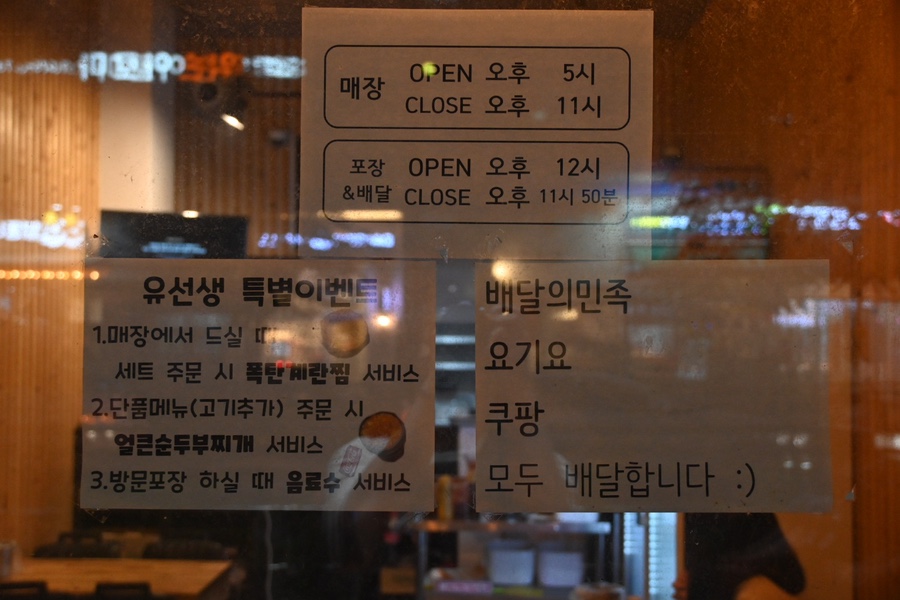 매장
OPEN 오후 5시
CLOSE 오후 11시
포장
&배달
OPEN 오후 12시
CLOSE 오후 11시 50분
유선생 특별이벤트
1.매장에서 드실 때
세트 주문 시 폭탄계란찜 서비스
2.단품메뉴(고기추가) 주문 시
얼큰순두부찌개 서비스
3.방문포장 하실 때 음료수 서비스
배달의민족
요기요
쿠팡
모두 배달합니다 :)